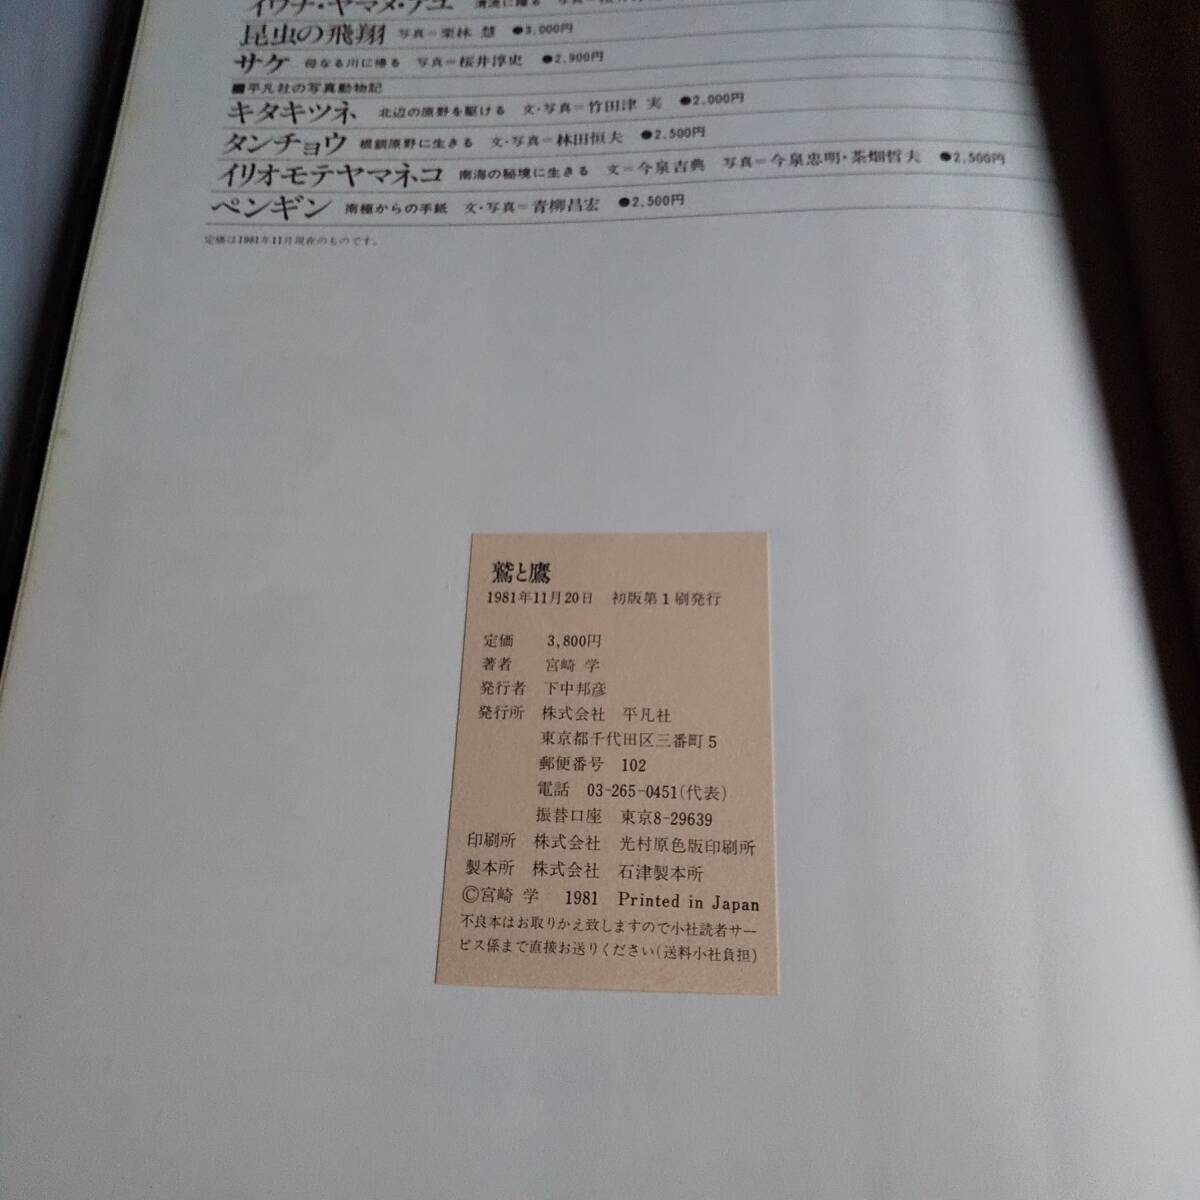 イワナ・ヤマメ・アユ 清流に踊る
昆虫の飛翔 写真=栗林 慧 ●3,000円
サケ 母なる川に帰る 写真=桜井淳史 ●2,900円
■平凡社の写真動物記
キタキツネ 北辺の原野を駆ける 文・写真=竹田津 実 ●2,000円
タンチョウ 根釧原野に生きる 文・写真=林田恒夫 ●2,500円
イリオモテヤマネコ 南海の秘境に生きる 文=今泉吉典 写真=今泉忠明・茶畑哲夫 ●2,500円
ペンギン 南極からの手紙 文・写真=青柳昌宏 ●2,500円
定価は1981年11月現在のものです。
鷲と鷹
1981年11月20日 初版第1刷発行
定価 3,800円
著者 宮崎 学
発行者 下中邦彦
発行所 株式会社 平凡社
東京都千代田区三番町5
郵便番号 102
電話 03-265-0451(代表)
振替口座 東京8-29639
印刷所 株式会社 光村原色版印刷所
製本所 株式会社 石津製本所
©宮崎 学 1981 Printed in Japan
不良本はお取りかえ致しますので小社読者サー
ビス係まで直接お送りください(送料小社負担)